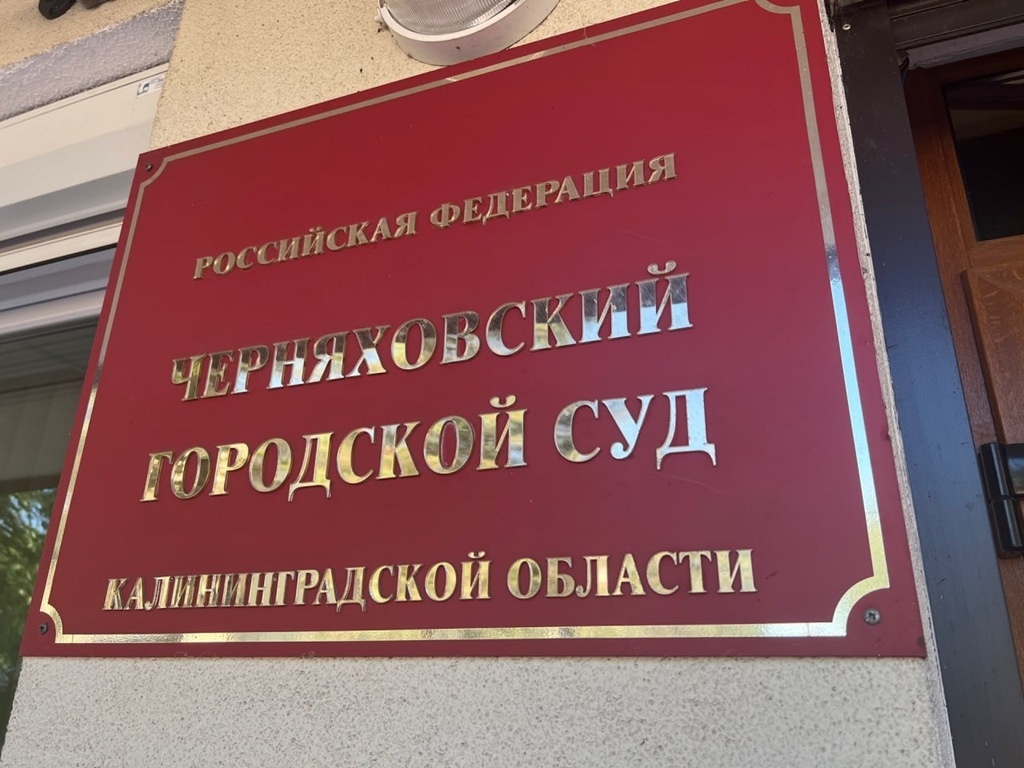 РОССИЙСКАЯ ФЕДЕРАЦИЯ
ЧЕРНЯХОВСКИЙ
ГОРОДСКОЙ СУД
КАЛИНИНГРАДСКОЙ ОБЛАСТИ